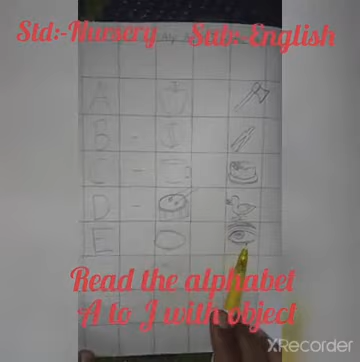 Std:-Nursery Sub:-English
A
B -
C -
D -
E
Read the alphabet
A to J with object
XRecorder